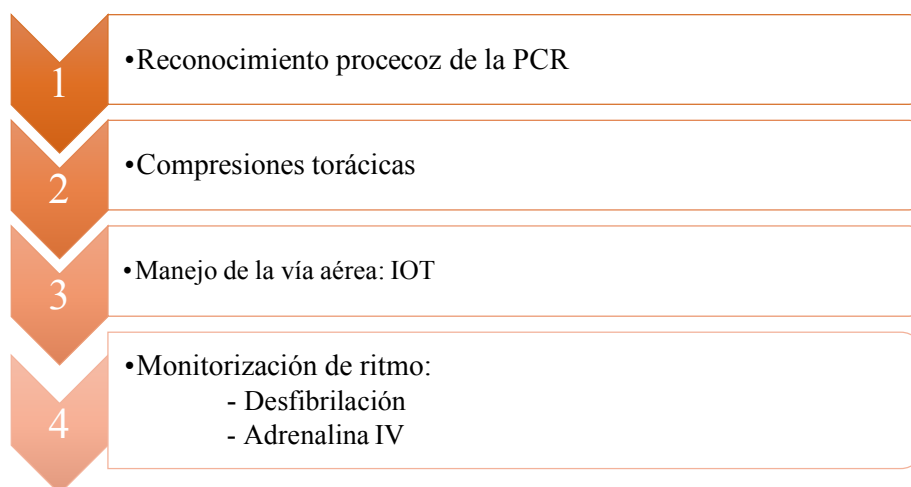 1
•Reconocimiento procecoz de la PCR
2
•Compresiones torácicas
3
•Manejo de la vía aérea: IOT
4
•Monitorización de ritmo:
- Desfibrilación
- Adrenalina IV